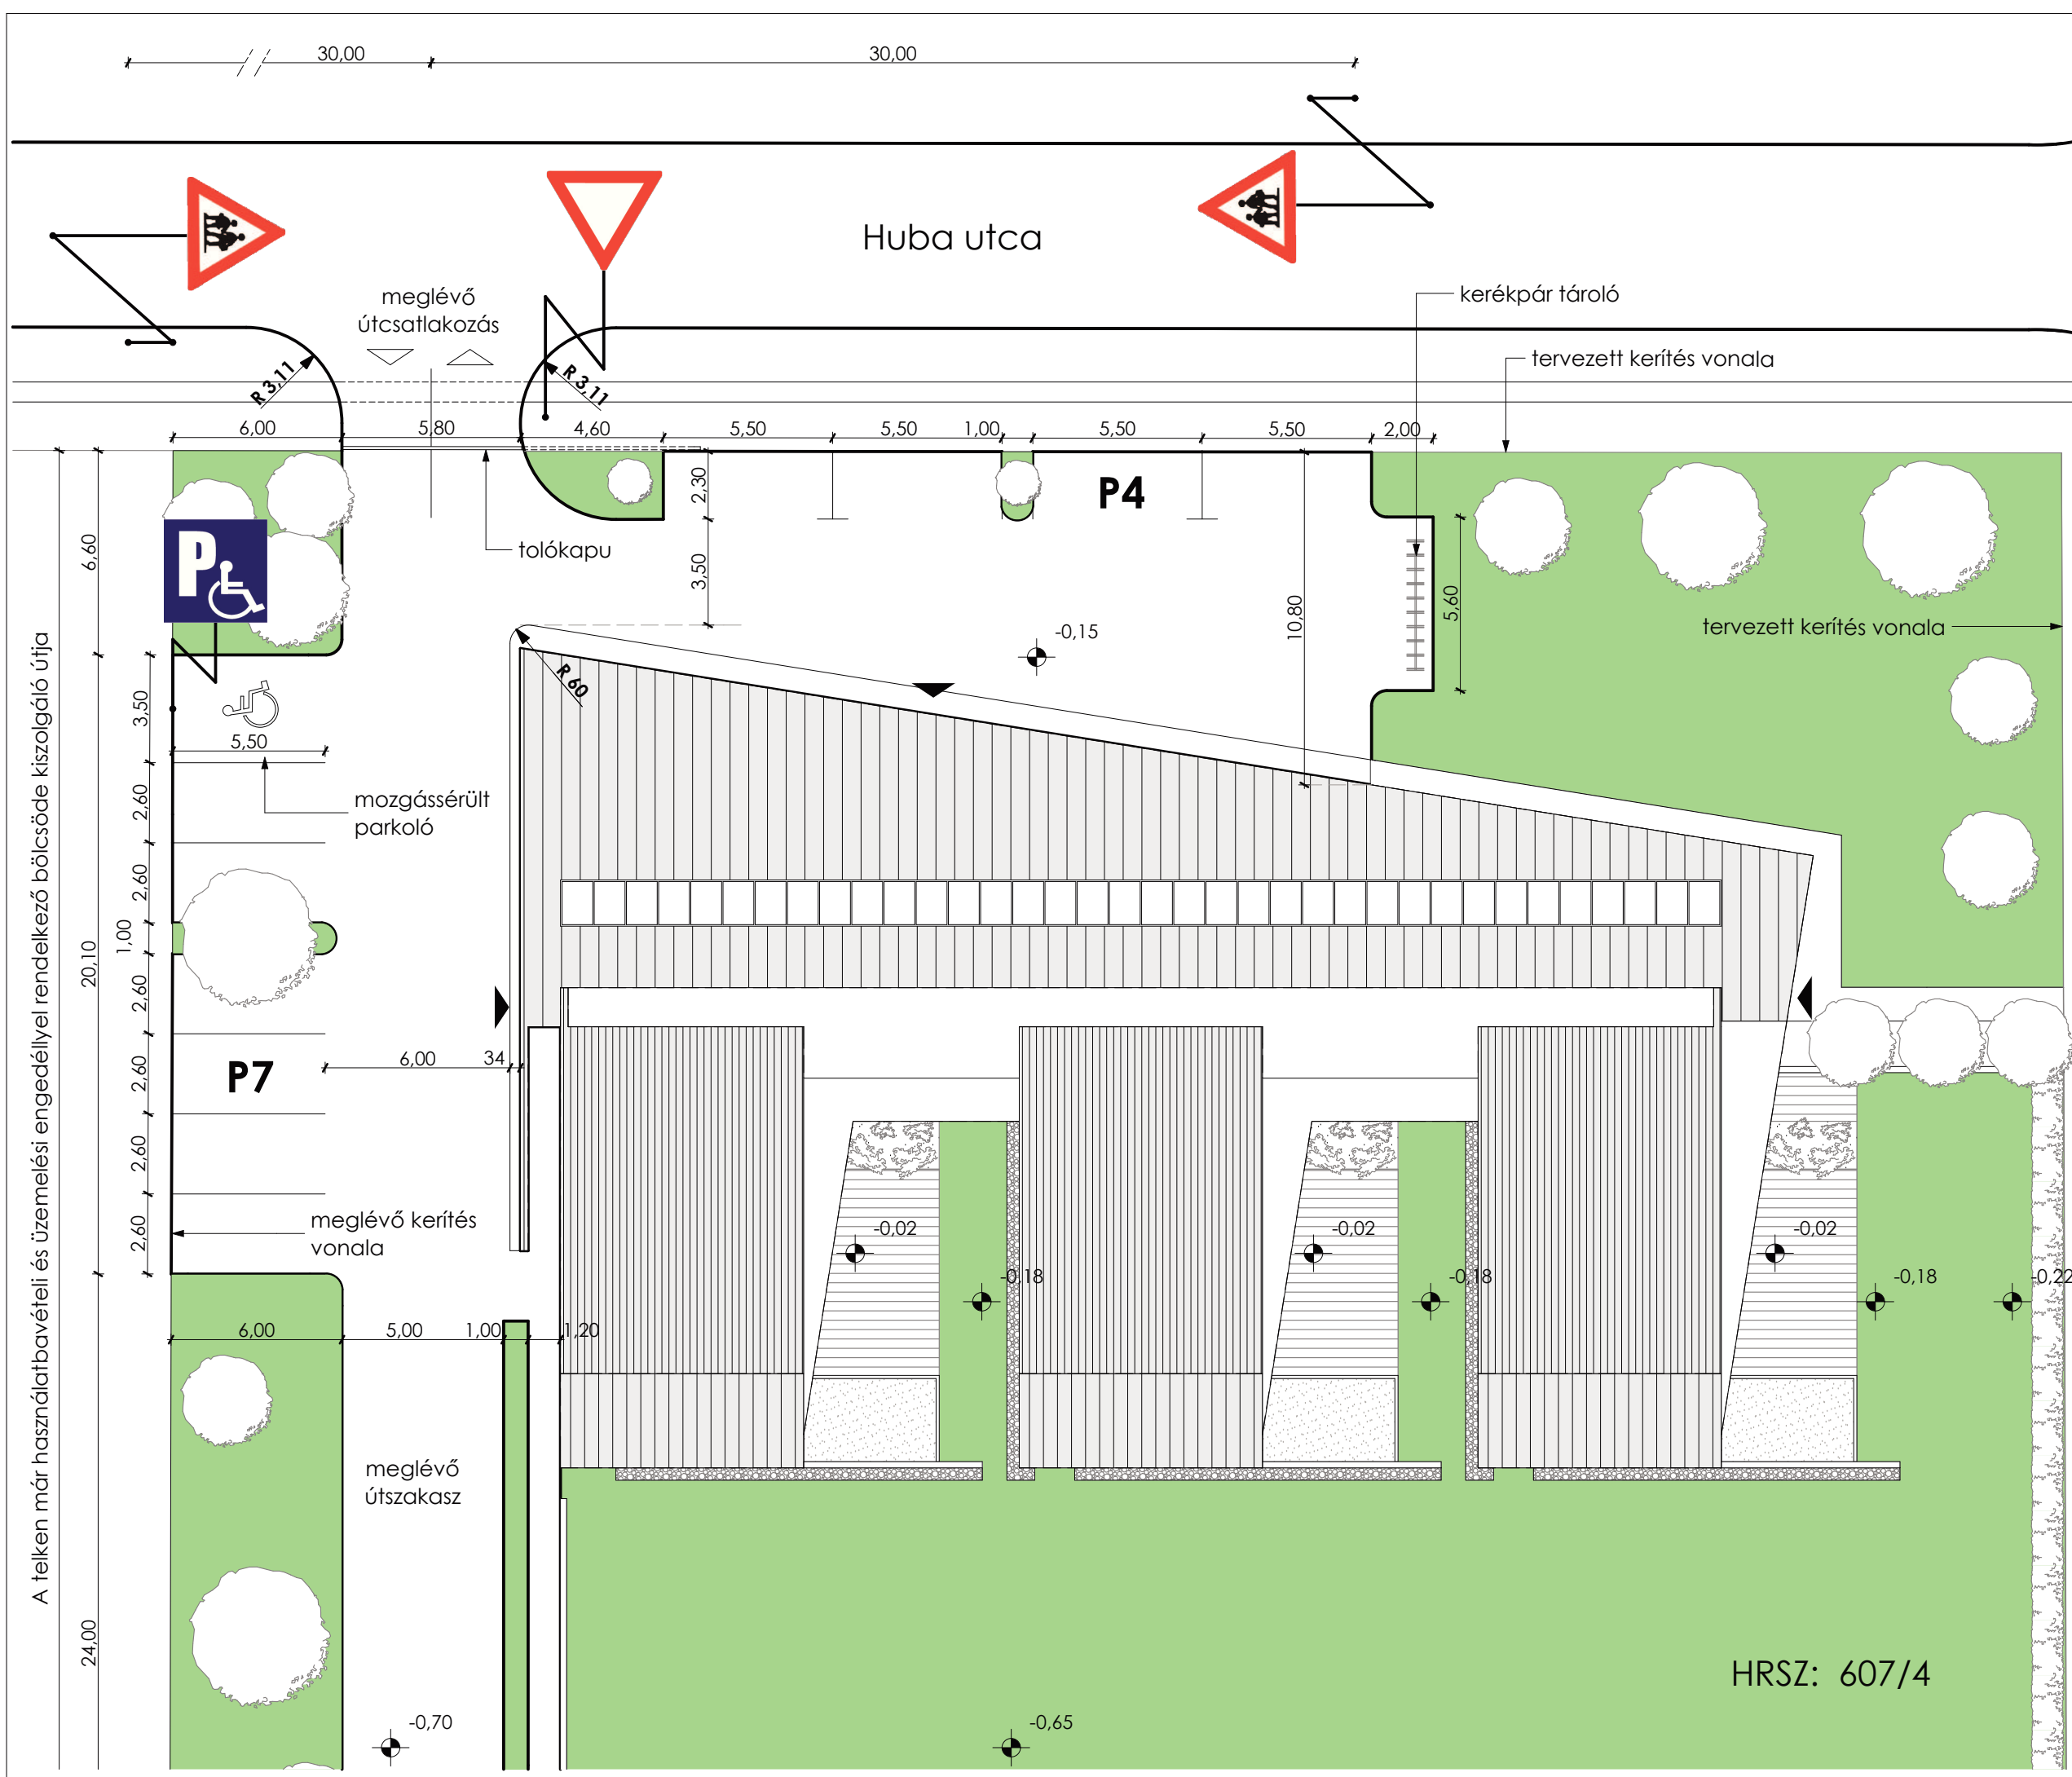 30,00
30,00
Huba utca
meglévő
útcsatlakozás
kerékpár tároló
tervezett kerítés vonala
R 3,11
R 3,11
6,00
5,80
4,60
5,50
5,50
1,00
5,50
5,50
2,00
P4
2,30
3,50
6,60
P
tolókapu
10,80
5,60
tervezett kerítés vonala
-0,15
R 60
3,50
5,50
2,60
mozgássérült
parkoló
2,60
1,00
20,10
2,60
2,60
P7
6,00
34
2,60
2,60
meglévő kerítés
vonala
-0,02
-0,02
-0,02
-0,18
-0,18
-0,18
-0,22
6,00
5,00
1,00
1,20
meglévő
útszakasz
24,00
A telken már használatbavételi és üzemelési engedéllyel rendelkező bölcsöde kiszolgáló útja
HRSZ: 607/4
-0,70
-0,65